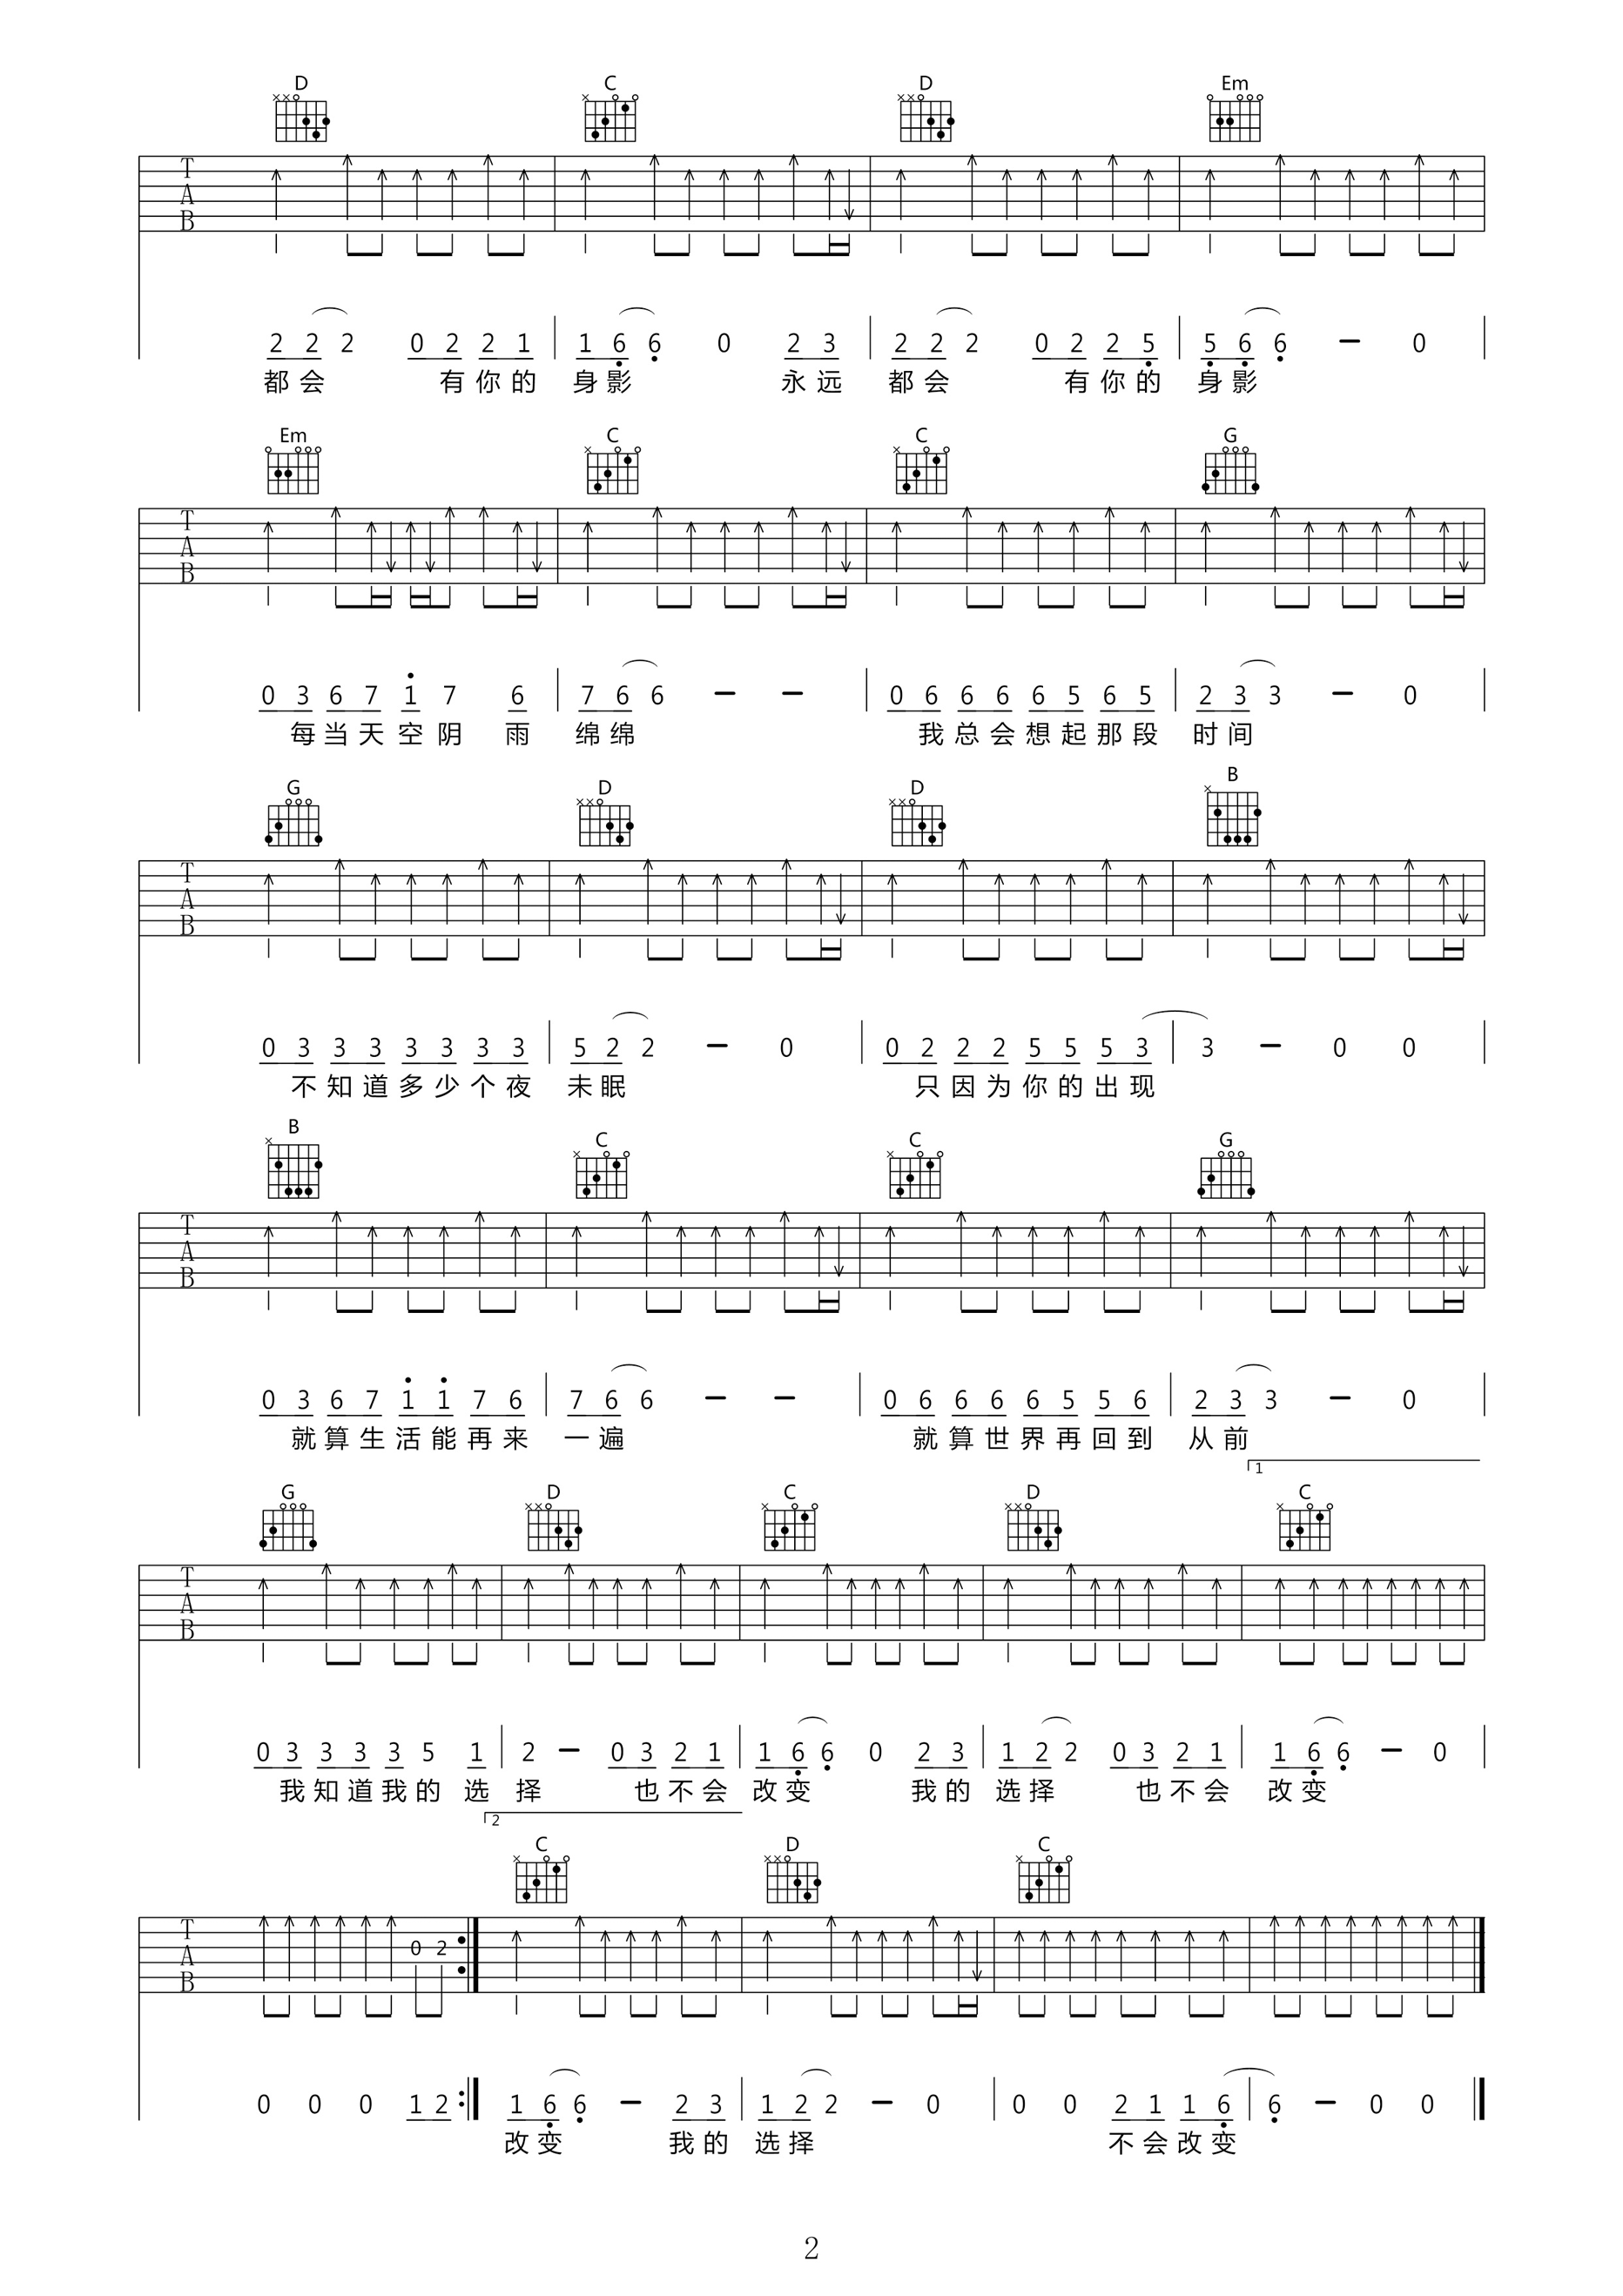 D C D Em
T A B
2 2 2 0 2 2 1 1 6 6 0 2 3 2 2 2 0 2 2 5 5 6 6 - 0
都会 有你的 身影 永远 都会 有你的 身影
Em C C G
T A B
0 3 6 7 1 7 6 7 6 6 - - 0 6 6 6 6 5 6 5 2 3 3 - 0
每当天空阴 雨 绵绵 我总会想起那段 时间
G D D B
T A B
0 3 3 3 3 3 3 3 5 2 2 - 0 0 2 2 2 5 5 5 3 3 - 0 0
不知道多少个夜 未眠 只因为你的出现
B C C G
T A B
0 3 6 7 1 1 7 6 7 6 6 - - 0 6 6 6 6 5 5 6 2 3 3 - 0
就算生活能再来 一遍 就算世界再回到 从前
1
G D C D C
T A B
0 3 3 3 3 5 1 2 - 0 3 2 1 1 6 6 0 2 3 1 2 2 0 3 2 1 1 6 6 - 0
我知道我的 选 择 也不会 改变 我的 选择 也不会 改变
2
C D C
T A B
0 2
0 0 0 1 2 1 6 6 - 2 3 1 2 2 - 0 0 0 2 1 1 6 6 - 0 0
改变 我的 选择 不会改变
2